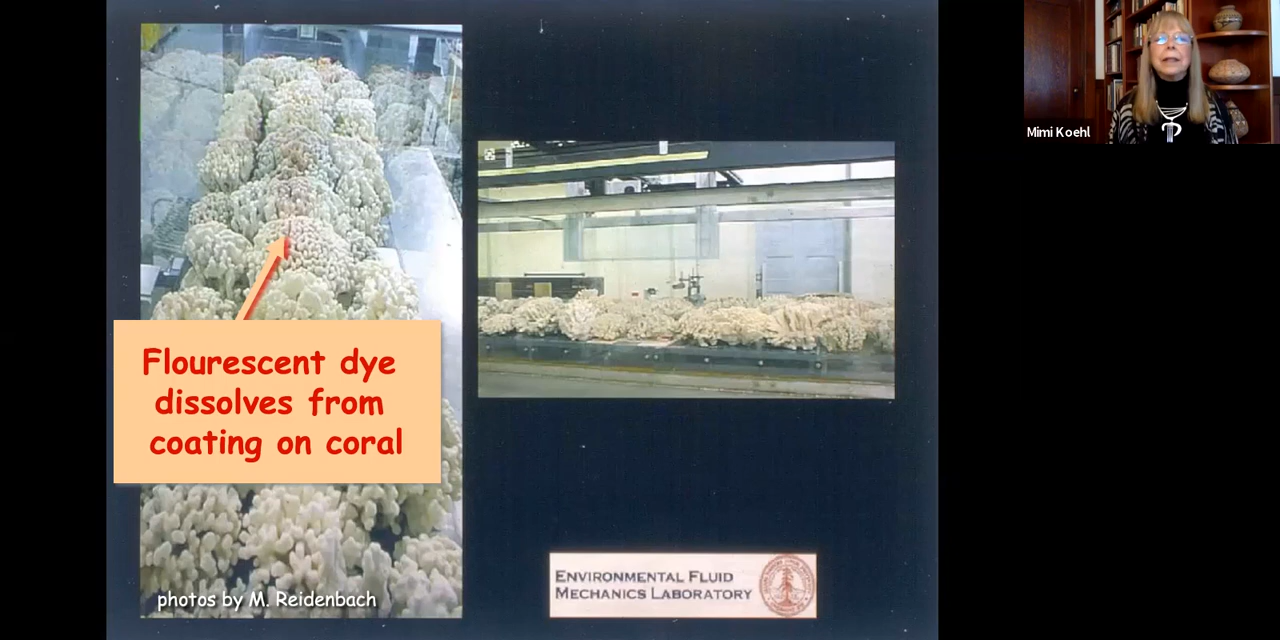 Mimi Koehl
Flourescent dye
dissolves from
coating on coral
photos by M. Reidenbach
ENVIRONMENTAL FLUID
MECHANICS LABORATORY